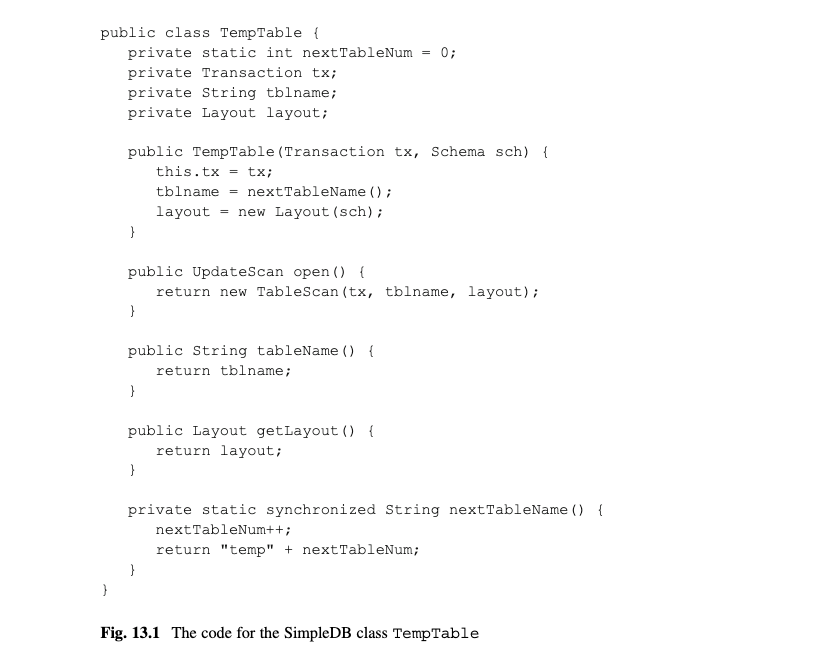 public class TempTable {
   private static int nextTableNum = 0;
   private Transaction tx;
   private String tblname;
   private Layout layout;

   public TempTable(Transaction tx, Schema sch) {
      this.tx = tx;
      tblname = nextTableName();
      layout = new Layout(sch);
   }

   public UpdateScan open() {
      return new TableScan(tx, tblname, layout);
   }

   public String tableName() {
      return tblname;
   }

   public Layout getLayout() {
      return layout;
   }

   private static synchronized String nextTableName() {
      nextTableNum++;
      return "temp" + nextTableNum;
   }
}
Fig. 13.1 The code for the SimpleDB class TempTable